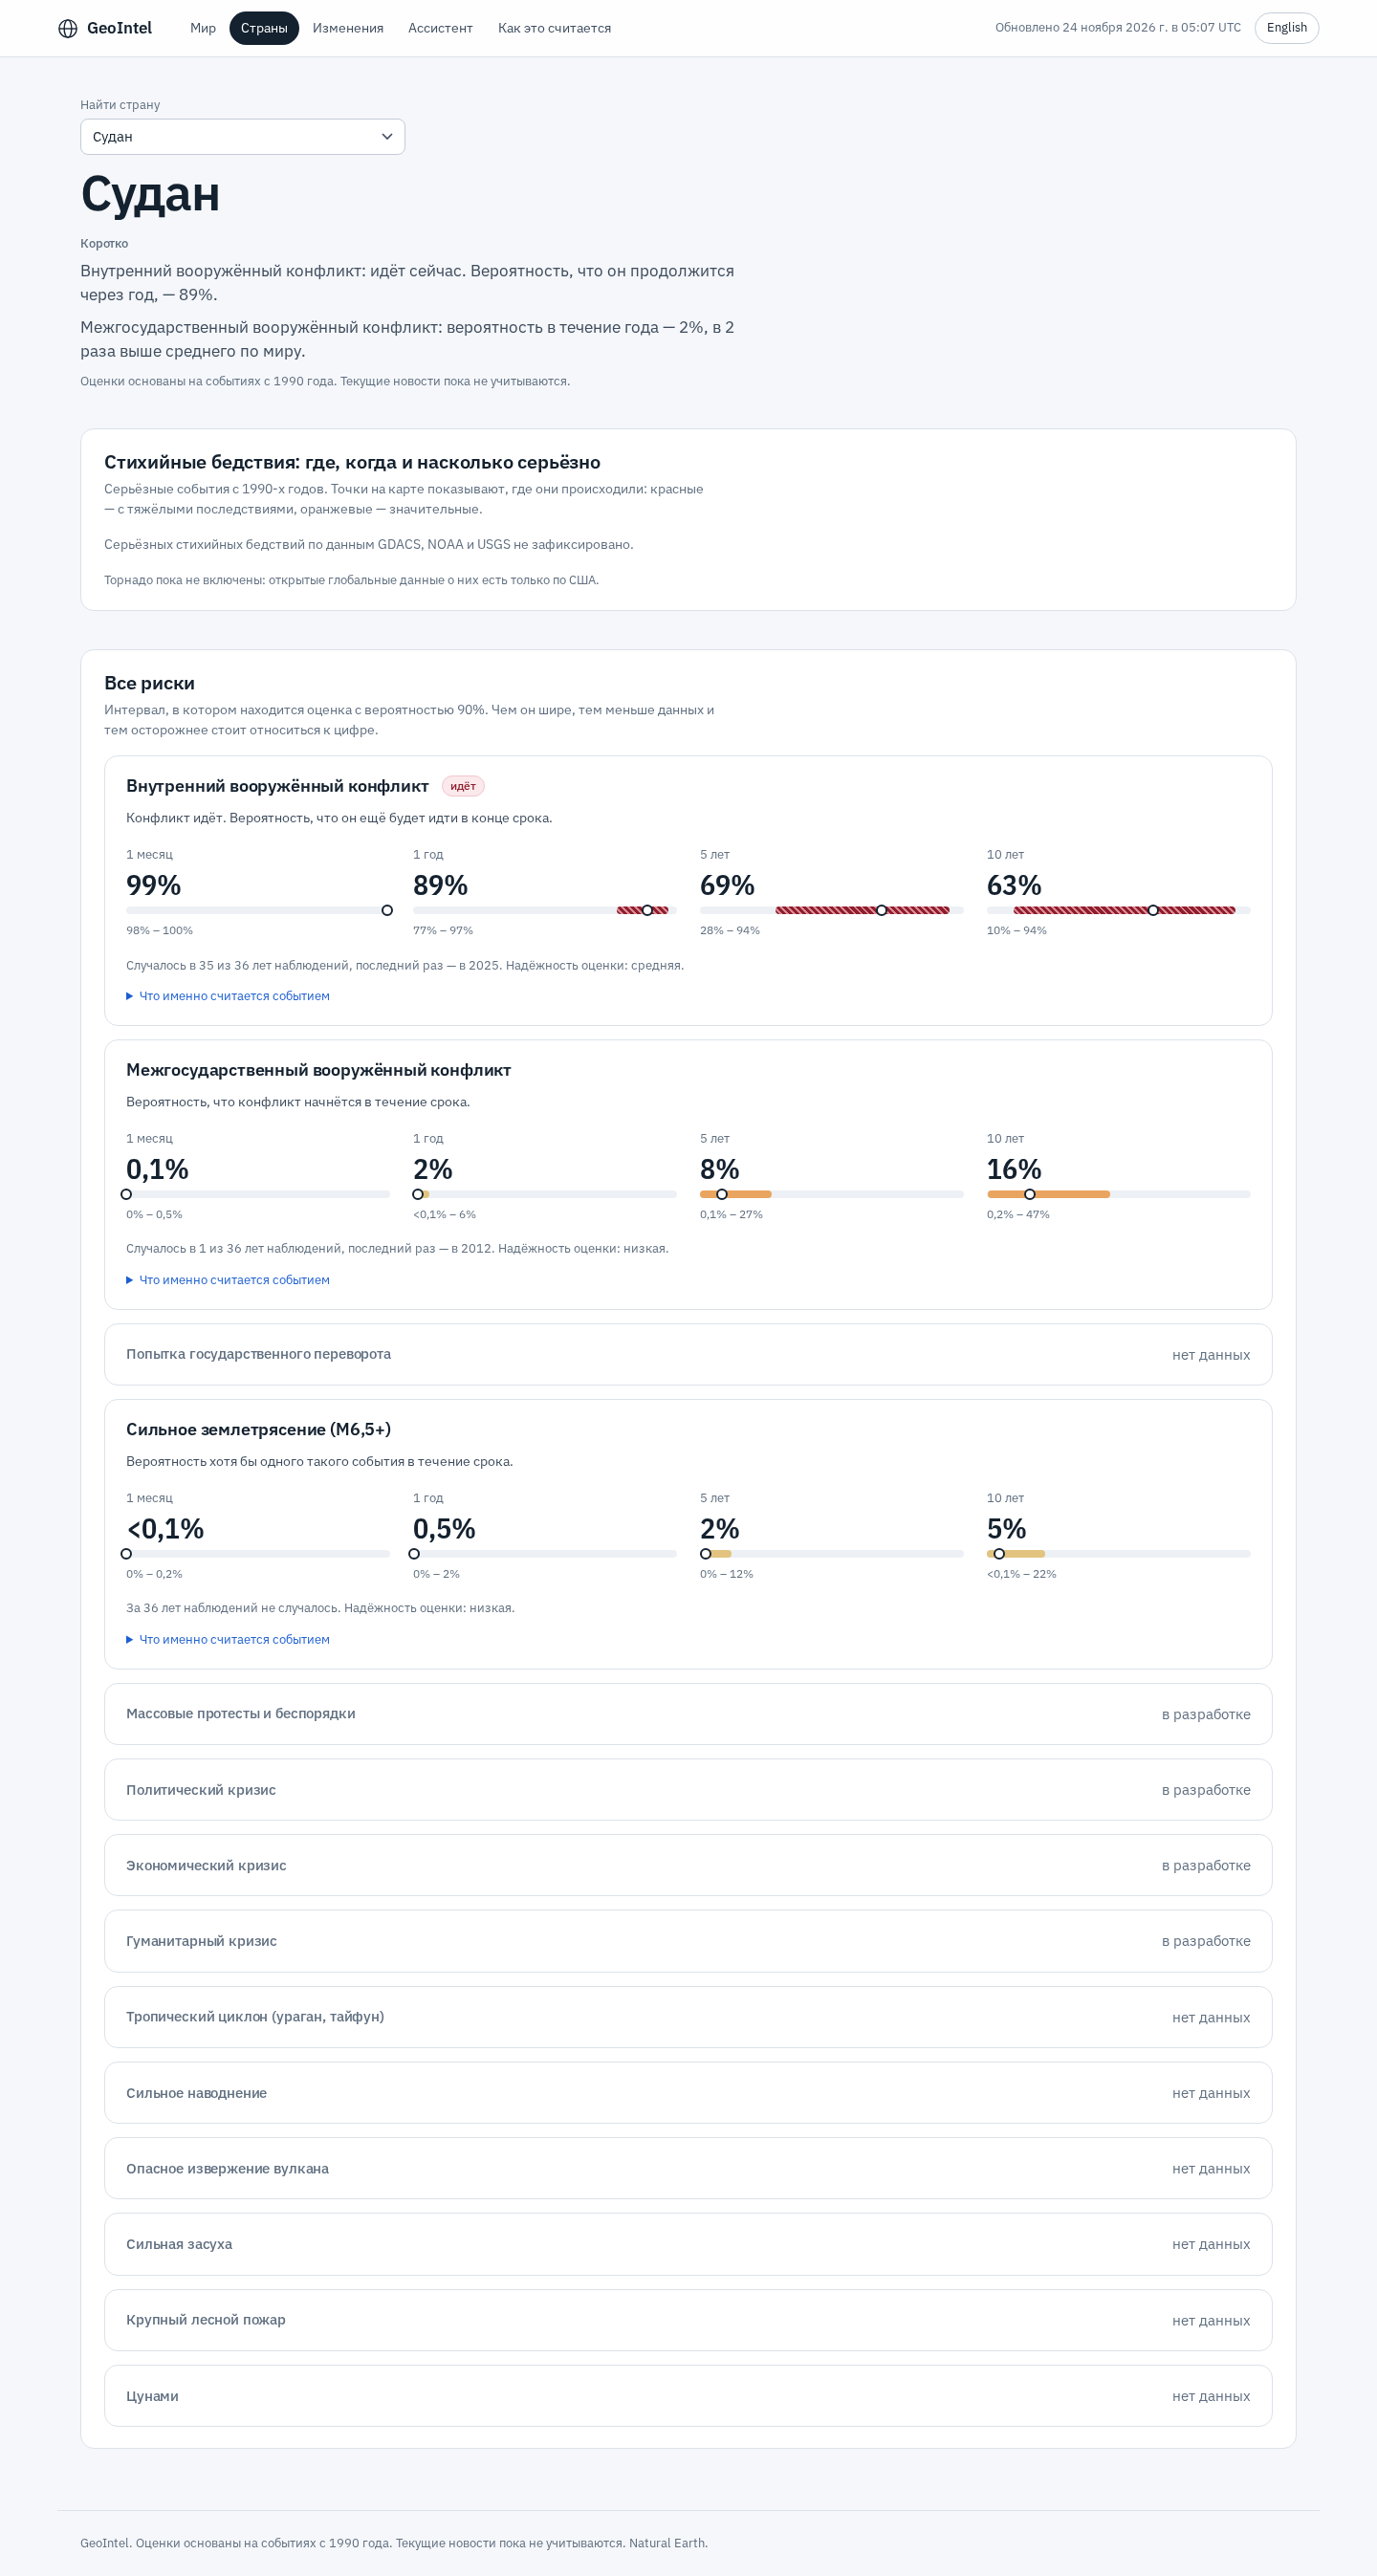 GeoIntel
Мир
Страны
Изменения
Ассистент
Как это считается
Обновлено 24 ноября 2026 г. в 05:07 UTC
English
Найти страну
Судан
Судан
Коротко
Внутренний вооружённый конфликт: идёт сейчас. Вероятность, что он продолжится
через год, — 89%.
Межгосударственный вооружённый конфликт: вероятность в течение года — 2%, в 2
раза выше среднего по миру.
Оценки основаны на событиях с 1990 года. Текущие новости пока не учитываются.
Стихийные бедствия: где, когда и насколько серьёзно
Серьёзные события с 1990-х годов. Точки на карте показывают, где они происходили: красные
— с тяжёлыми последствиями, оранжевые — значительные.
Серьёзных стихийных бедствий по данным GDACS, NOAA и USGS не зафиксировано.
Торнадо пока не включены: открытые глобальные данные о них есть только по США.
Все риски
Интервал, в котором находится оценка с вероятностью 90%. Чем он шире, тем меньше данных и
тем осторожнее стоит относиться к цифре.
Внутренний вооружённый конфликт идёт
Конфликт идёт. Вероятность, что он ещё будет идти в конце срока.
1 месяц 1 год 5 лет 10 лет
99% 89% 69% 63%
98% – 100% 77% – 97% 28% – 94% 10% – 94%
Случалось в 35 из 36 лет наблюдений, последний раз — в 2025. Надёжность оценки: средняя.
Что именно считается событием
Межгосударственный вооружённый конфликт
Вероятность, что конфликт начнётся в течение срока.
1 месяц 1 год 5 лет 10 лет
0,1% 2% 8% 16%
0% – 0,5% <0,1% – 6% 0,1% – 27% 0,2% – 47%
Случалось в 1 из 36 лет наблюдений, последний раз — в 2012. Надёжность оценки: низкая.
Что именно считается событием
Попытка государственного переворота нет данных
Сильное землетрясение (M6,5+)
Вероятность хотя бы одного такого события в течение срока.
1 месяц 1 год 5 лет 10 лет
<0,1% 0,5% 2% 5%
0% – 0,2% 0% – 2% 0% – 12% <0,1% – 22%
За 36 лет наблюдений не случалось. Надёжность оценки: низкая.
Что именно считается событием
Массовые протесты и беспорядки в разработке
Политический кризис в разработке
Экономический кризис в разработке
Гуманитарный кризис в разработке
Тропический циклон (ураган, тайфун) нет данных
Сильное наводнение нет данных
Опасное извержение вулкана нет данных
Сильная засуха нет данных
Крупный лесной пожар нет данных
Цунами нет данных
GeoIntel. Оценки основаны на событиях с 1990 года. Текущие новости пока не учитываются. Natural Earth.